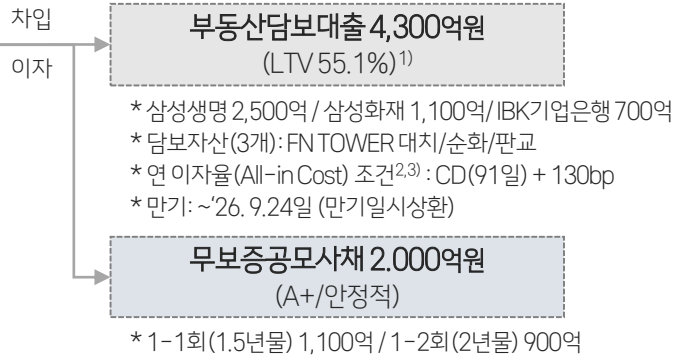 차입
이자
부동산담보대출 4,300억원
(LTV 55.1%)1)
* 삼성생명 2,500억 / 삼성화재 1,100억/ IBK기업은행 700억
* 담보자산(3개) : FN TOWER 대치/순화/판교
* 연 이자율(All-in Cost) 조건2,3) : CD(91일) + 130bp
* 만기: ~‘26. 9.24일 (만기일시상환)
무보증공모사채 2.000억원
(A+/안정적)
* 1-1회(1.5년물) 1,100억 / 1-2회(2년물) 900억